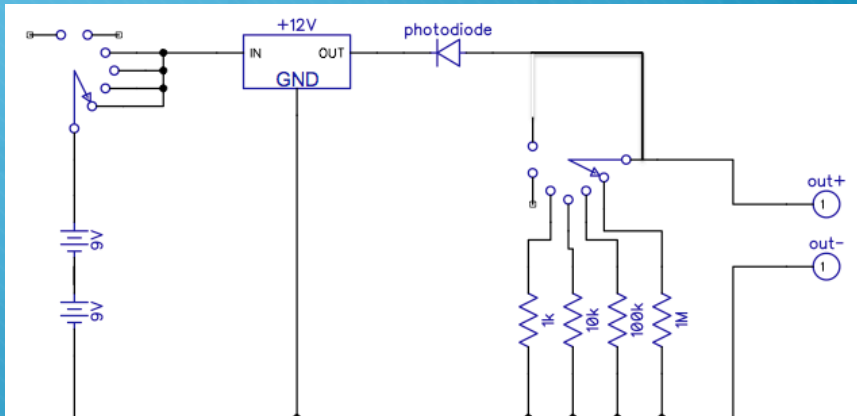 +12V
photodiode
IN
OUT
GND
out+
1
out-
1
9V
9V
1k
10k
100k
1M